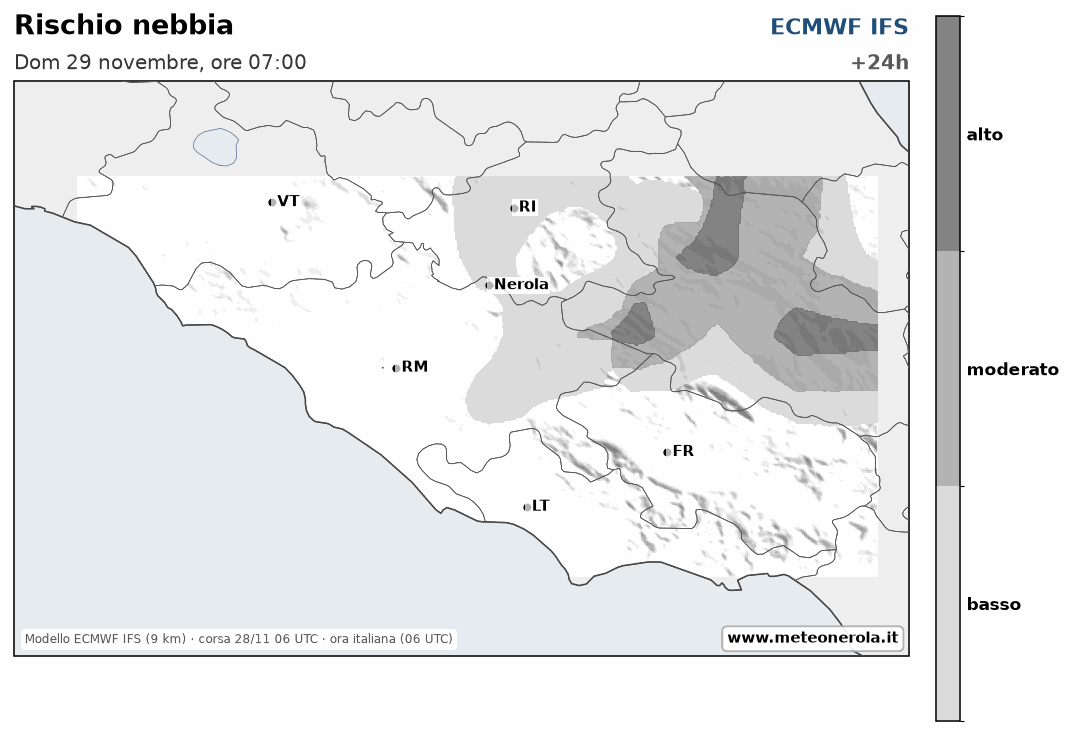 Rischio nebbia
ECMWF IFS
Dom 29 novembre, ore 07:00
+24h
alto
VT
RI
Nerola
RM
moderato
FR
LT
basso
Modello ECMWF IFS (9 km) · corsa 28/11 06 UTC · ora italiana (06 UTC)
www.meteonerola.it